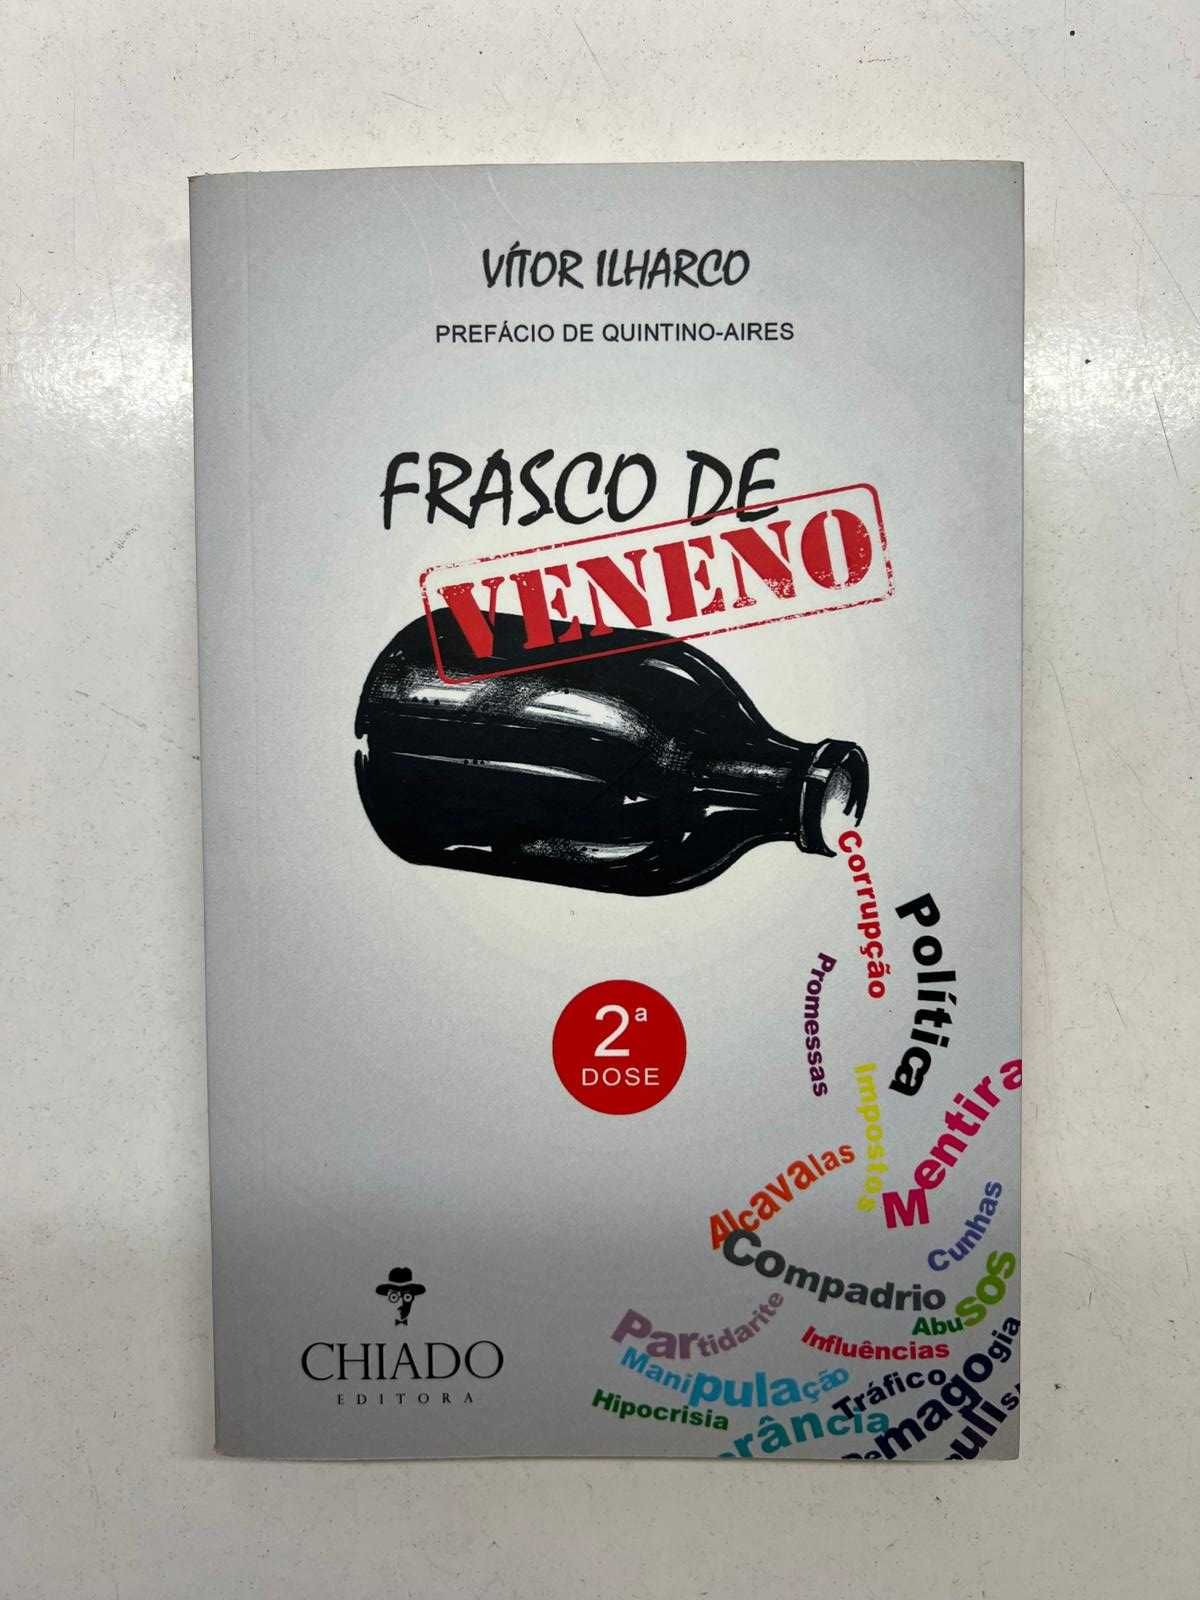 VÍTOR ILHARCO
PREFÁCIO DE QUINTINO-AIRES
FRASCO DE
VENENO
Corrupção
Política
Promessas
Impostos
Mentira
Alcavalas
Cunhas
Compadrio
Abusos
Partidarite
Influências
Manipulação
Tráfico
Hipocrisia
2ª
DOSE
CHIADO
EDITORA